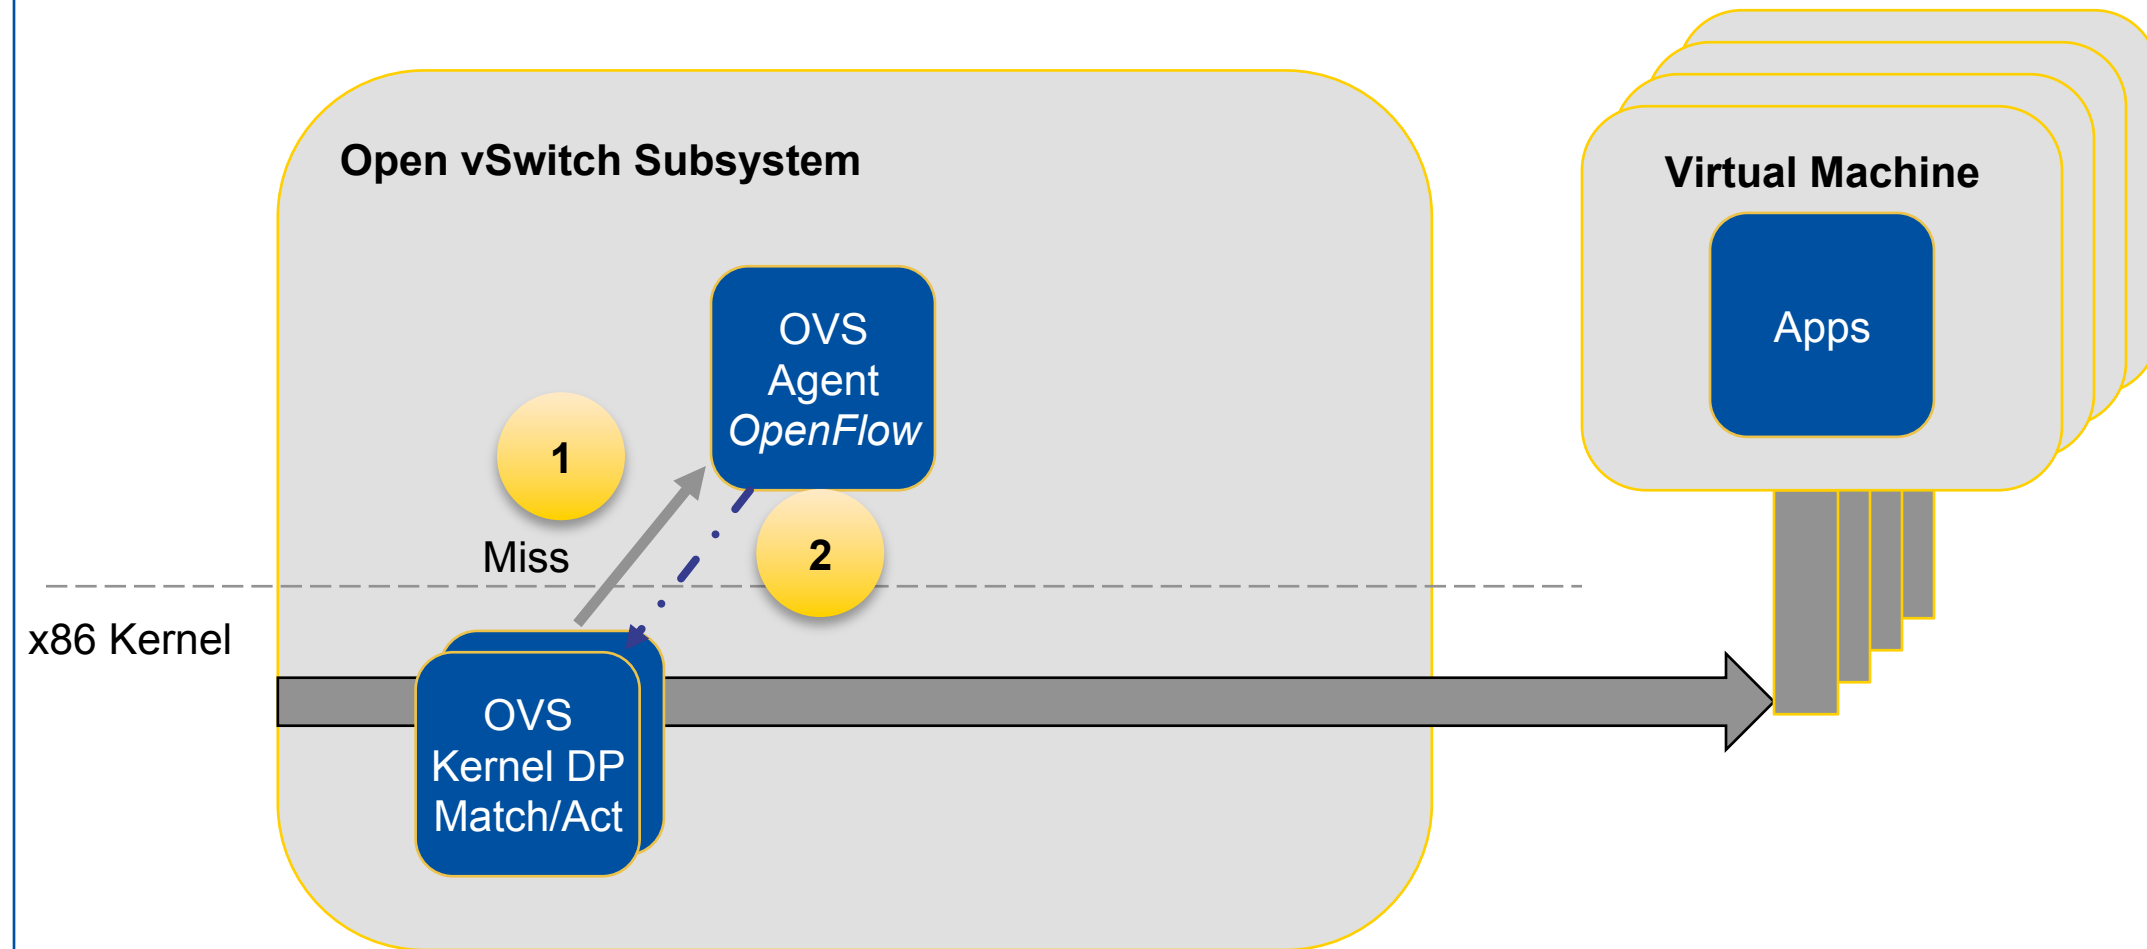 Open vSwitch Subsystem
Virtual Machine
OVS
Agent
OpenFlow
Apps
1
Miss
2
x86 Kernel
OVS
Kernel DP
Match/Act